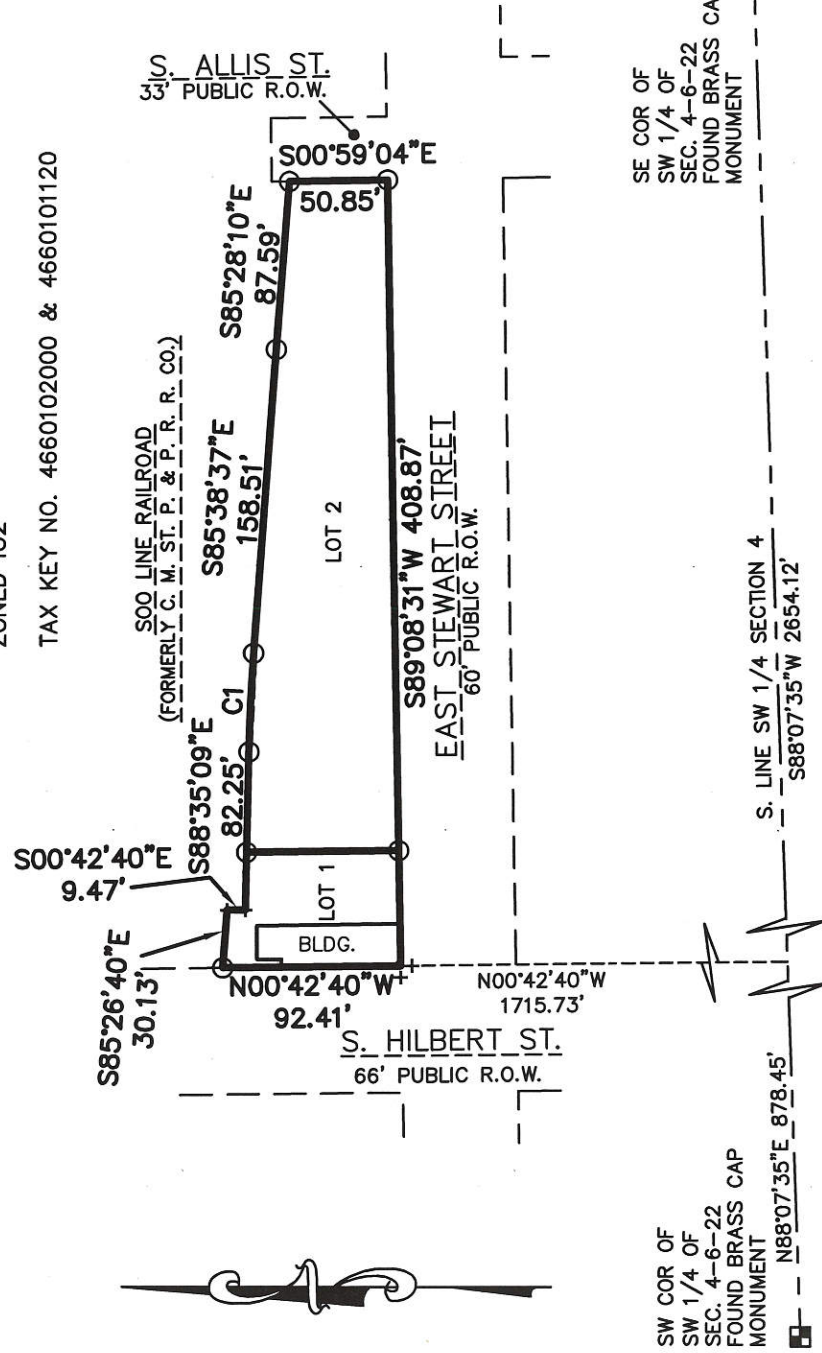 ZONED
TAX KEY NO. 4660102000 & 4660101120
S. ALLIS ST.
33' PUBLIC R.O.W.
S00°59'04"E
50.85'
S85°28'10"E
87.59'
SOO LINE RAILROAD
(FORMERLY C. M. ST. P. & P. R. R. CO.)
S85°38'37"E
158.51'
C1
S88°35'09"E
82.25'
S00°42'40"E
9.47'
S85°26'40"E
30.13'
LOT 2
LOT 1
BLDG.
S89°08'31"W 408.87'
EAST STEWART STREET
60' PUBLIC R.O.W.
N00°42'40"W
92.41'
N00°42'40"W
1715.73'
S. HILBERT ST.
66' PUBLIC R.O.W.
SE COR OF
SW 1/4 OF
SEC. 4-6-22
FOUND BRASS CA
MONUMENT
S. LINE SW 1/4 SECTION 4
S88°07'35"W 2654.12'
SW COR OF
SW 1/4 OF
SEC. 4-6-22
FOUND BRASS CAP
MONUMENT
N88°07'35"E 878.45'